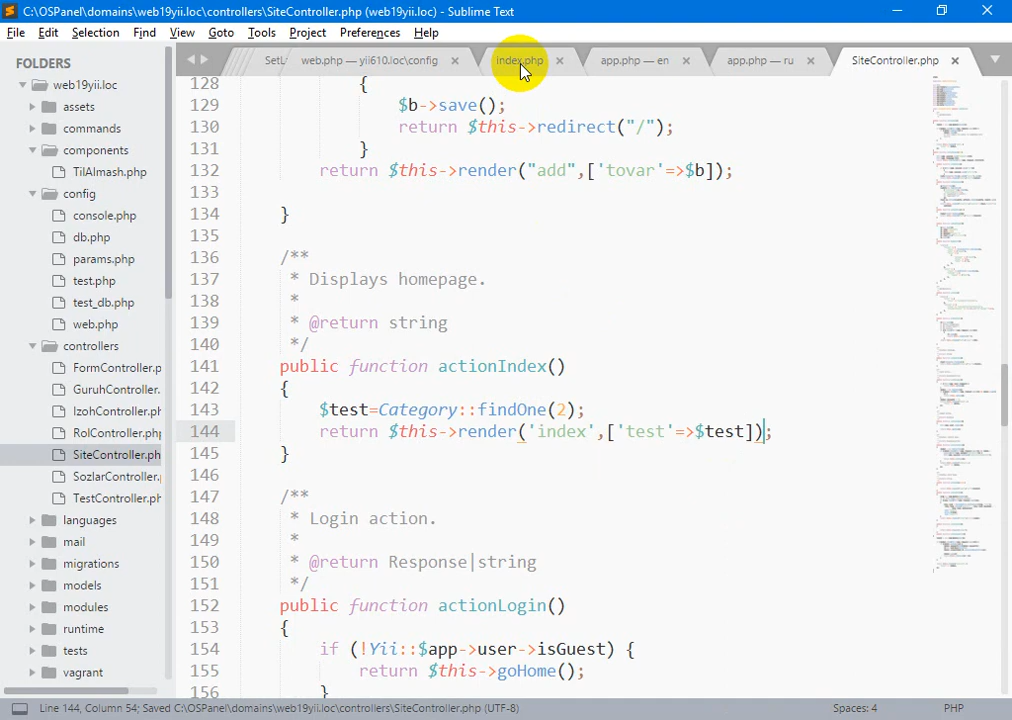 C:\OSPanel\domains\web19yii.loc\controllers\SiteController.php (web19yii.loc) - Sublime Text
File Edit Selection Find View Goto Tools Project Preferences Help
FOLDERS
web19yii.loc
assets
commands
components
TilAlmash.php
config
console.php
db.php
params.php
test.php
test_db.php
web.php
controllers
FormController.p
GuruhController.
IzohController.ph
RolController.php
SiteController.ph
SozlarController.
TestController.ph
languages
mail
migrations
models
modules
runtime
tests
vagrant
SetL web.php — yii610.loc\config index.php app.php — en app.php — ru SiteController.php
128 {
129 $b->save();
130 return $this->redirect("/");
131 }
132 return $this->render("add",['tovar'=>$b]);
133
134 }
135
136 /**
137 * Displays homepage.
138 *
139 * @return string
140 */
141 public function actionIndex()
142 {
143 $test=Category::findOne(2);
144 return $this->render('index',['test'=>$test]);
145 }
146
147 /**
148 * Login action.
149 *
150 * @return Response|string
151 */
152 public function actionLogin()
153 {
154 if (!Yii::$app->user->isGuest) {
155 return $this->goHome();
156 }
Line 144, Column 54; Saved C:\OSPanel\domains\web19yii.loc\controllers\SiteController.php (UTF-8) Spaces: 4 PHP